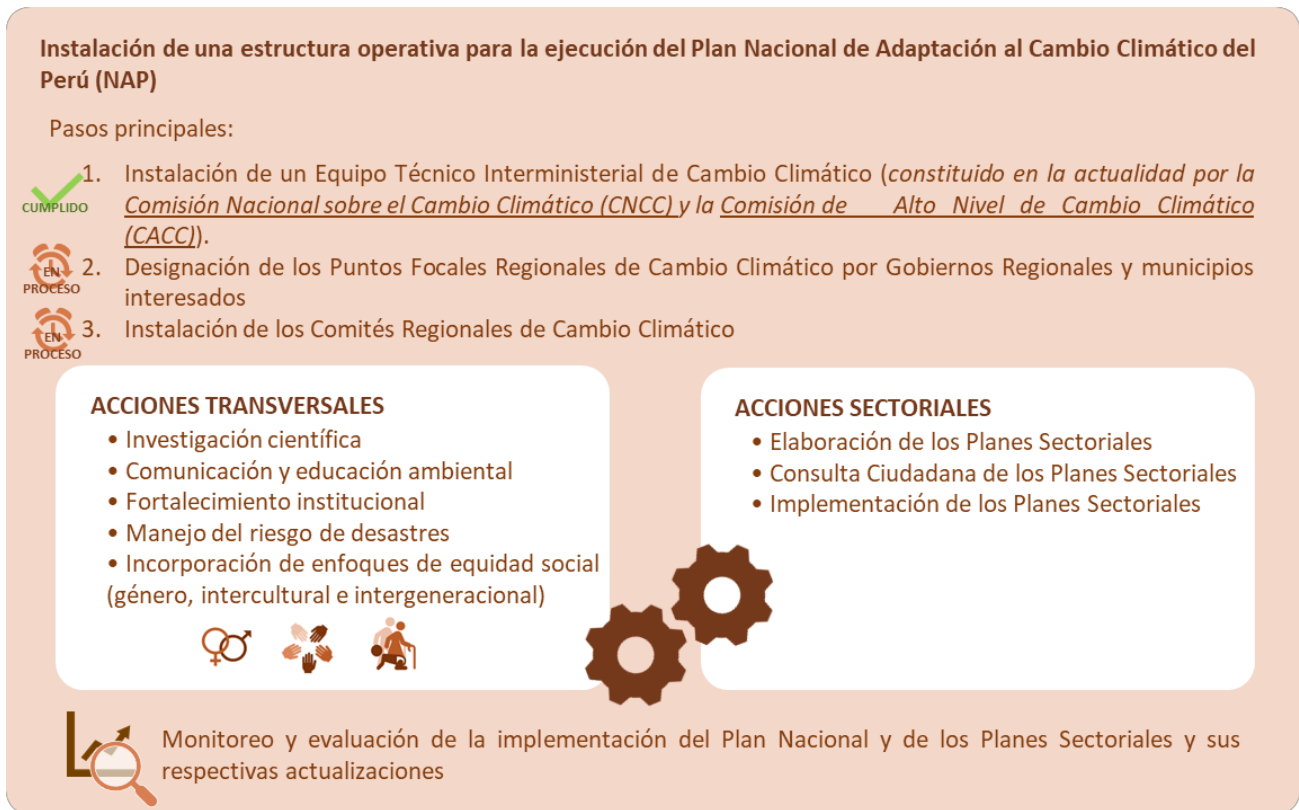 Instalación de una estructura operativa para la ejecución del Plan Nacional de Adaptación al Cambio Climático del
Perú (NAP)
Pasos principales:
1. Instalación de un Equipo Técnico Interministerial de Cambio Climático (constituido en la actualidad por la
CUMPLIDO
Comisión Nacional sobre el Cambio Climático (CNCC) y la Comisión de Alto Nivel de Cambio Climático
(CACC)).
EN
PROCESO
2. Designación de los Puntos Focales Regionales de Cambio Climático por Gobiernos Regionales y municipios
interesados
EN
PROCESO
3. Instalación de los Comités Regionales de Cambio Climático
ACCIONES TRANSVERSALES
• Investigación científica
• Comunicación y educación ambiental
• Fortalecimiento institucional
• Manejo del riesgo de desastres
• Incorporación de enfoques de equidad social
(género, intercultural e intergeneracional)
ACCIONES SECTORIALES
• Elaboración de los Planes Sectoriales
• Consulta Ciudadana de los Planes Sectoriales
• Implementación de los Planes Sectoriales
Monitoreo y evaluación de la implementación del Plan Nacional y de los Planes Sectoriales y sus
respectivas actualizaciones